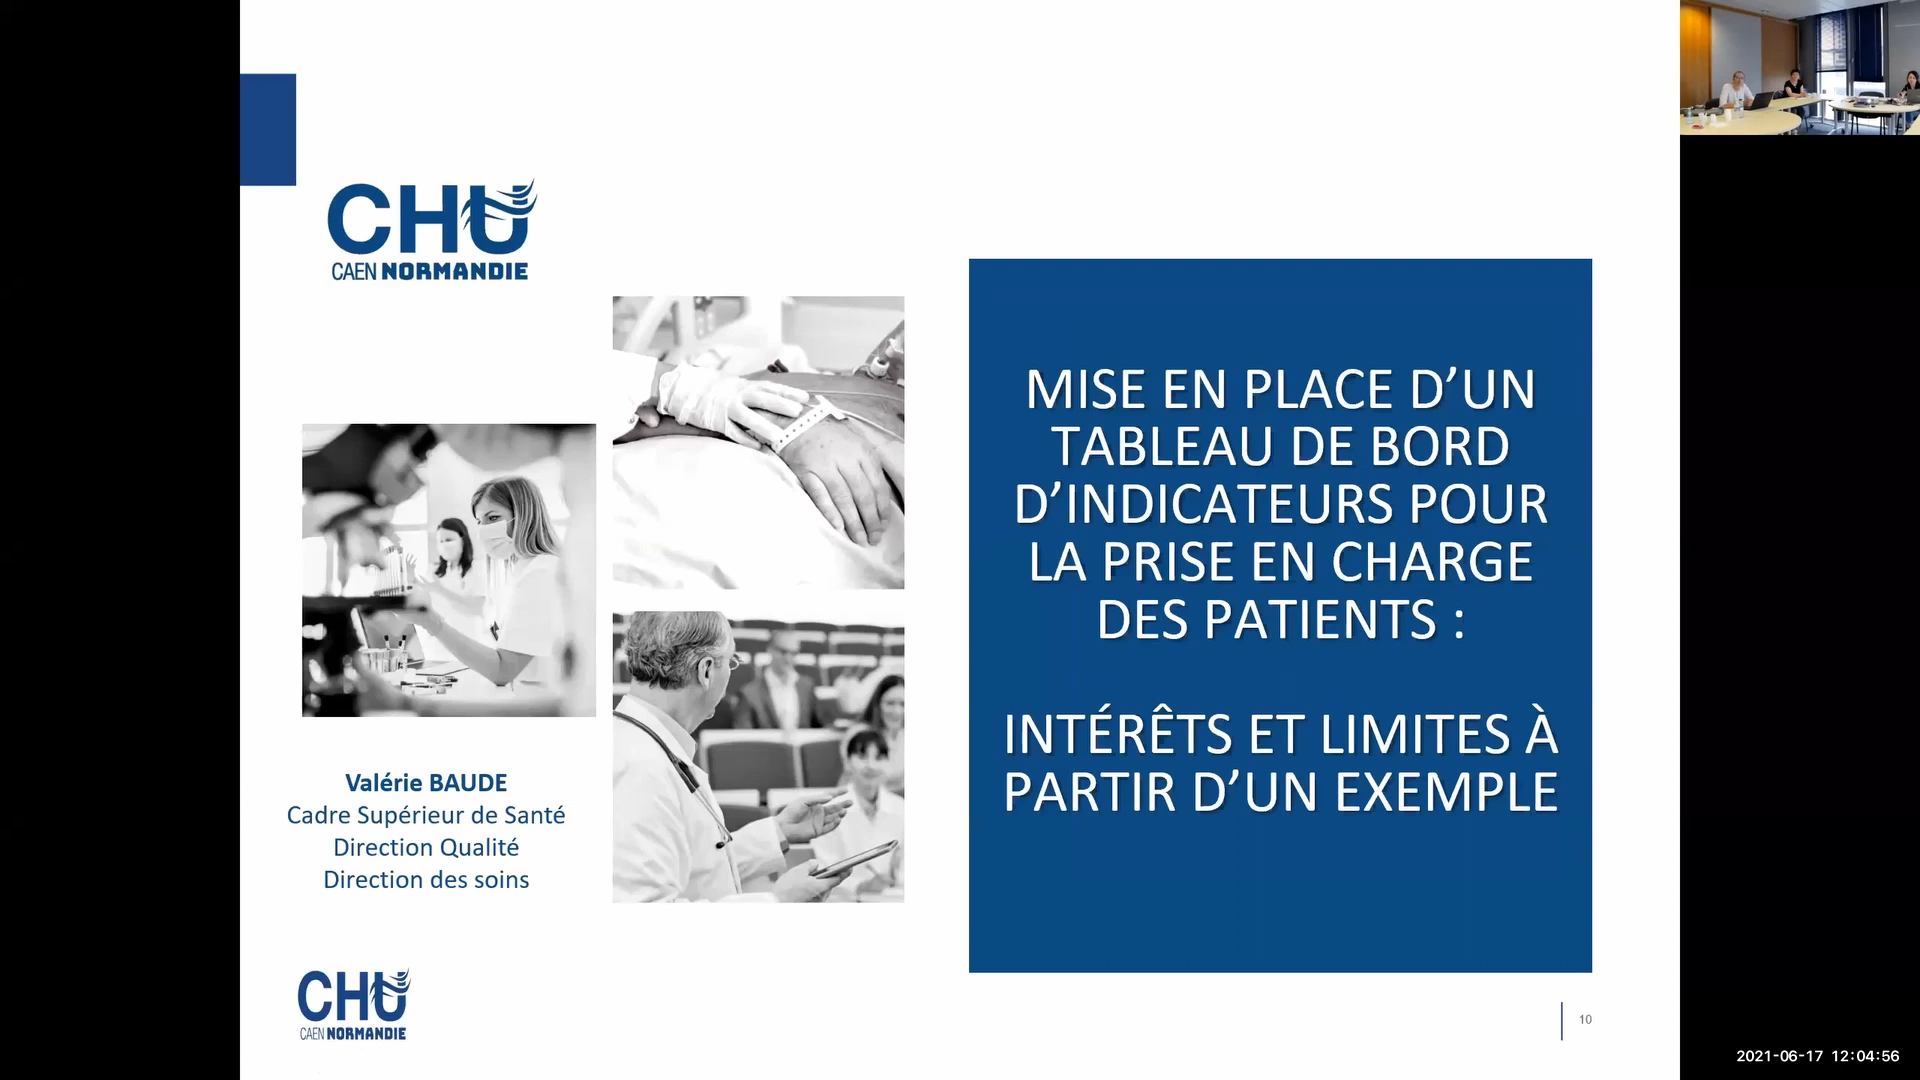 CHU
CAEN NORMANDIE
MISE EN PLACE D’UN
TABLEAU DE BORD
D’INDICATEURS POUR
LA PRISE EN CHARGE
DES PATIENTS :
INTÉRÊTS ET LIMITES À
PARTIR D’UN EXEMPLE
Valérie BAUDE
Cadre Supérieur de Santé
Direction Qualité
Direction des soins
CHU
CAEN NORMANDIE
10
2021-06-17 12:04:56